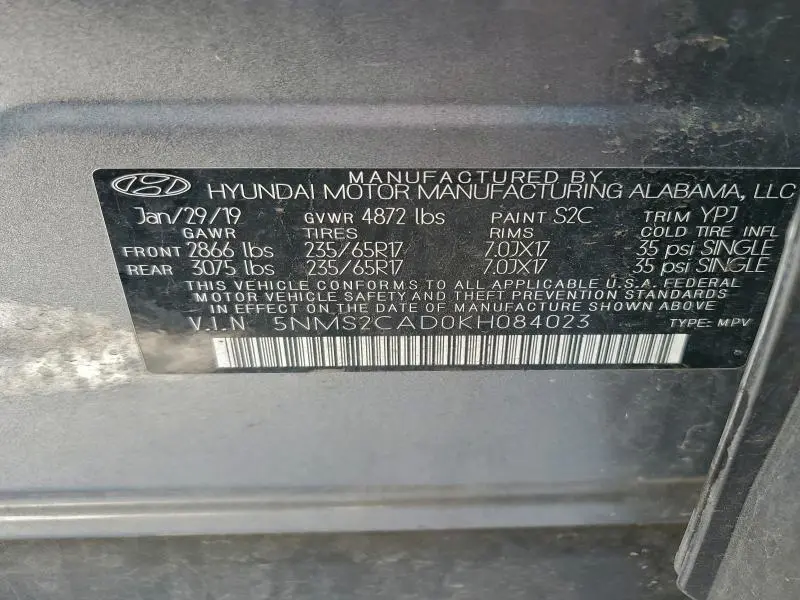 MANUFACTURED BY
HYUNDAI MOTOR MANUFACTURING ALABAMA, LLC
Jan/29/19 GVWR 4872 lbs PAINT S2C TRIM YPJ
GAWR TIRES RIMS COLD TIRE INFL
FRONT 2866 lbs 235/65R17 7.0JX17 35 psi SINGLE
REAR 3075 lbs 235/65R17 7.0JX17 35 psi SINGLE
THIS VEHICLE CONFORMS TO ALL APPLICABLE U.S.A. FEDERAL
MOTOR VEHICLE SAFETY AND THEFT PREVENTION STANDARDS
IN EFFECT ON THE DATE OF MANUFACTURE SHOWN ABOVE
V.I.N 5NMS2CAD0KH084023 TYPE: MPV